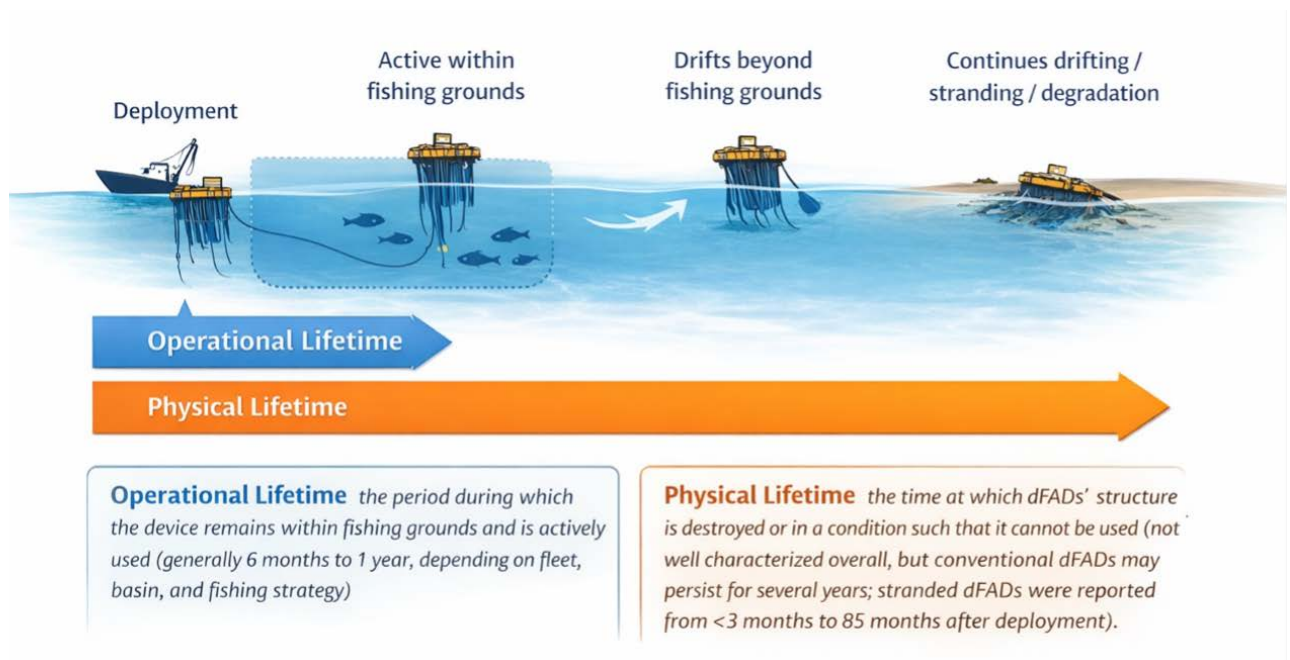 Deployment
Active within
fishing grounds
Drifts beyond
fishing grounds
Continues drifting /
stranding / degradation
Operational Lifetime
Physical Lifetime
Operational Lifetime the period during which
the device remains within fishing grounds and is actively
used (generally 6 months to 1 year, depending on fleet,
basin, and fishing strategy)
Physical Lifetime the time at which dFADs' structure
is destroyed or in a condition such that it cannot be used (not
well characterized overall, but conventional dFADs may
persist for several years; stranded dFADs were reported
from <3 months to 85 months after deployment).